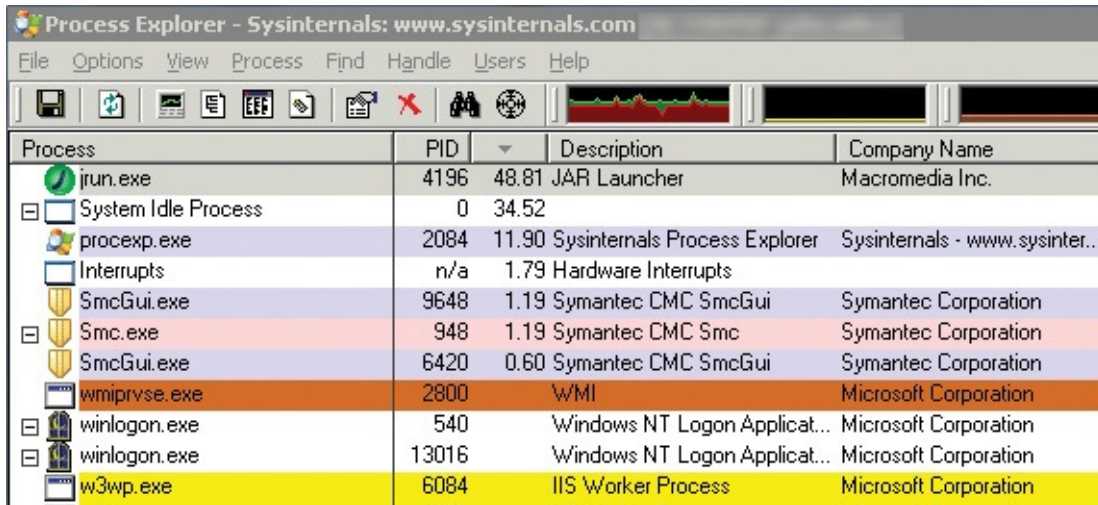 Process Explorer - Sysinternals: www.sysinternals.com
File Options View Process Find Handle Users Help
Process PID Description Company Name
jrun.exe 4196 48.81 JAR Launcher Macromedia Inc.
System Idle Process 0 34.52
procexp.exe 2084 11.90 Sysinternals Process Explorer Sysinternals - www.sysinter...
Interrupts n/a 1.79 Hardware Interrupts
SmcGui.exe 9648 1.19 Symantec CMC SmcGui Symantec Corporation
Smc.exe 948 1.19 Symantec CMC Smc Symantec Corporation
SmcGui.exe 6420 0.60 Symantec CMC SmcGui Symantec Corporation
wmiprvse.exe 2800 WMI Microsoft Corporation
winlogon.exe 540 Windows NT Logon Applicat... Microsoft Corporation
winlogon.exe 13016 Windows NT Logon Applicat... Microsoft Corporation
w3wp.exe 6084 IIS Worker Process Microsoft Corporation